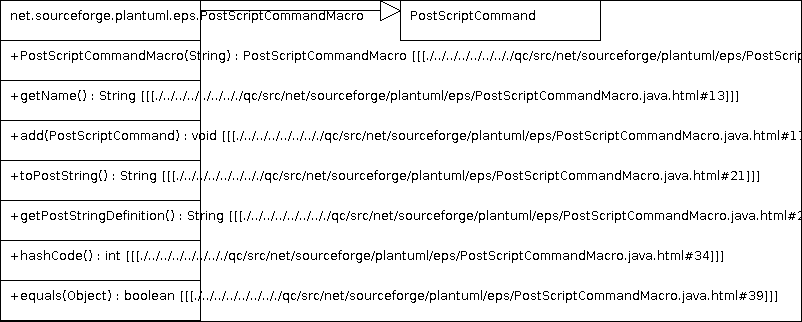 net.sourceforge.plantuml.eps.PostScriptCommandMacro
PostScriptCommand
+PostScriptCommandMacro(String) : PostScriptCommandMacro [[[./../../../../../../../qc/src/net/sourceforge/plantuml/eps/PostScrip
+getName() : String [[[./../../../../../../../qc/src/net/sourceforge/plantuml/eps/PostScriptCommandMacro.java.html#13]]]
+add(PostScriptCommand) : void [[[./../../../../../../../qc/src/net/sourceforge/plantuml/eps/PostScriptCommandMacro.java.html#17
+toPostString() : String [[[./../../../../../../../qc/src/net/sourceforge/plantuml/eps/PostScriptCommandMacro.java.html#21]]]
+getPostStringDefinition() : String [[[./../../../../../../../qc/src/net/sourceforge/plantuml/eps/PostScriptCommandMacro.java.html#2
+hashCode() : int [[[./../../../../../../../qc/src/net/sourceforge/plantuml/eps/PostScriptCommandMacro.java.html#34]]]
+equals(Object) : boolean [[[./../../../../../../../qc/src/net/sourceforge/plantuml/eps/PostScriptCommandMacro.java.html#39]]]